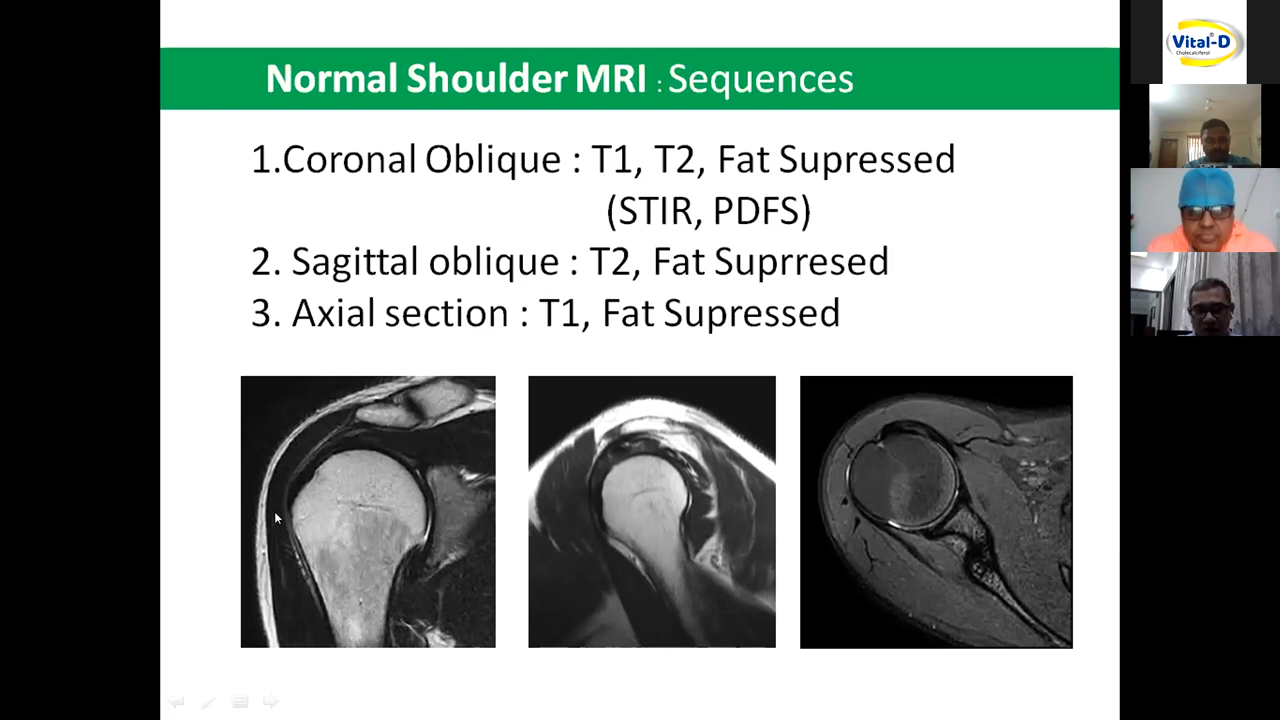 Normal Shoulder MRI : Sequences
1.Coronal Oblique : T1, T2, Fat Supressed
(STIR, PDFS)
2. Sagittal oblique : T2, Fat Suprresed
3. Axial section : T1, Fat Supressed
Vital-D
Cholecalciferol